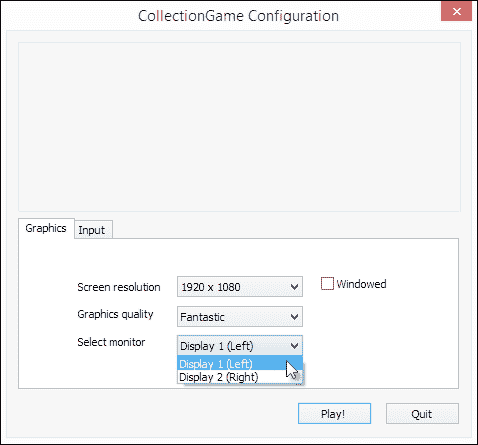 CollectionGame Configuration
Graphics
Input
Screen resolution
1920 x 1080
Windowed
Graphics quality
Fantastic
Select monitor
Display 1 (Left)
Display 1 (Left)
Display 2 (Right)
Play!
Quit